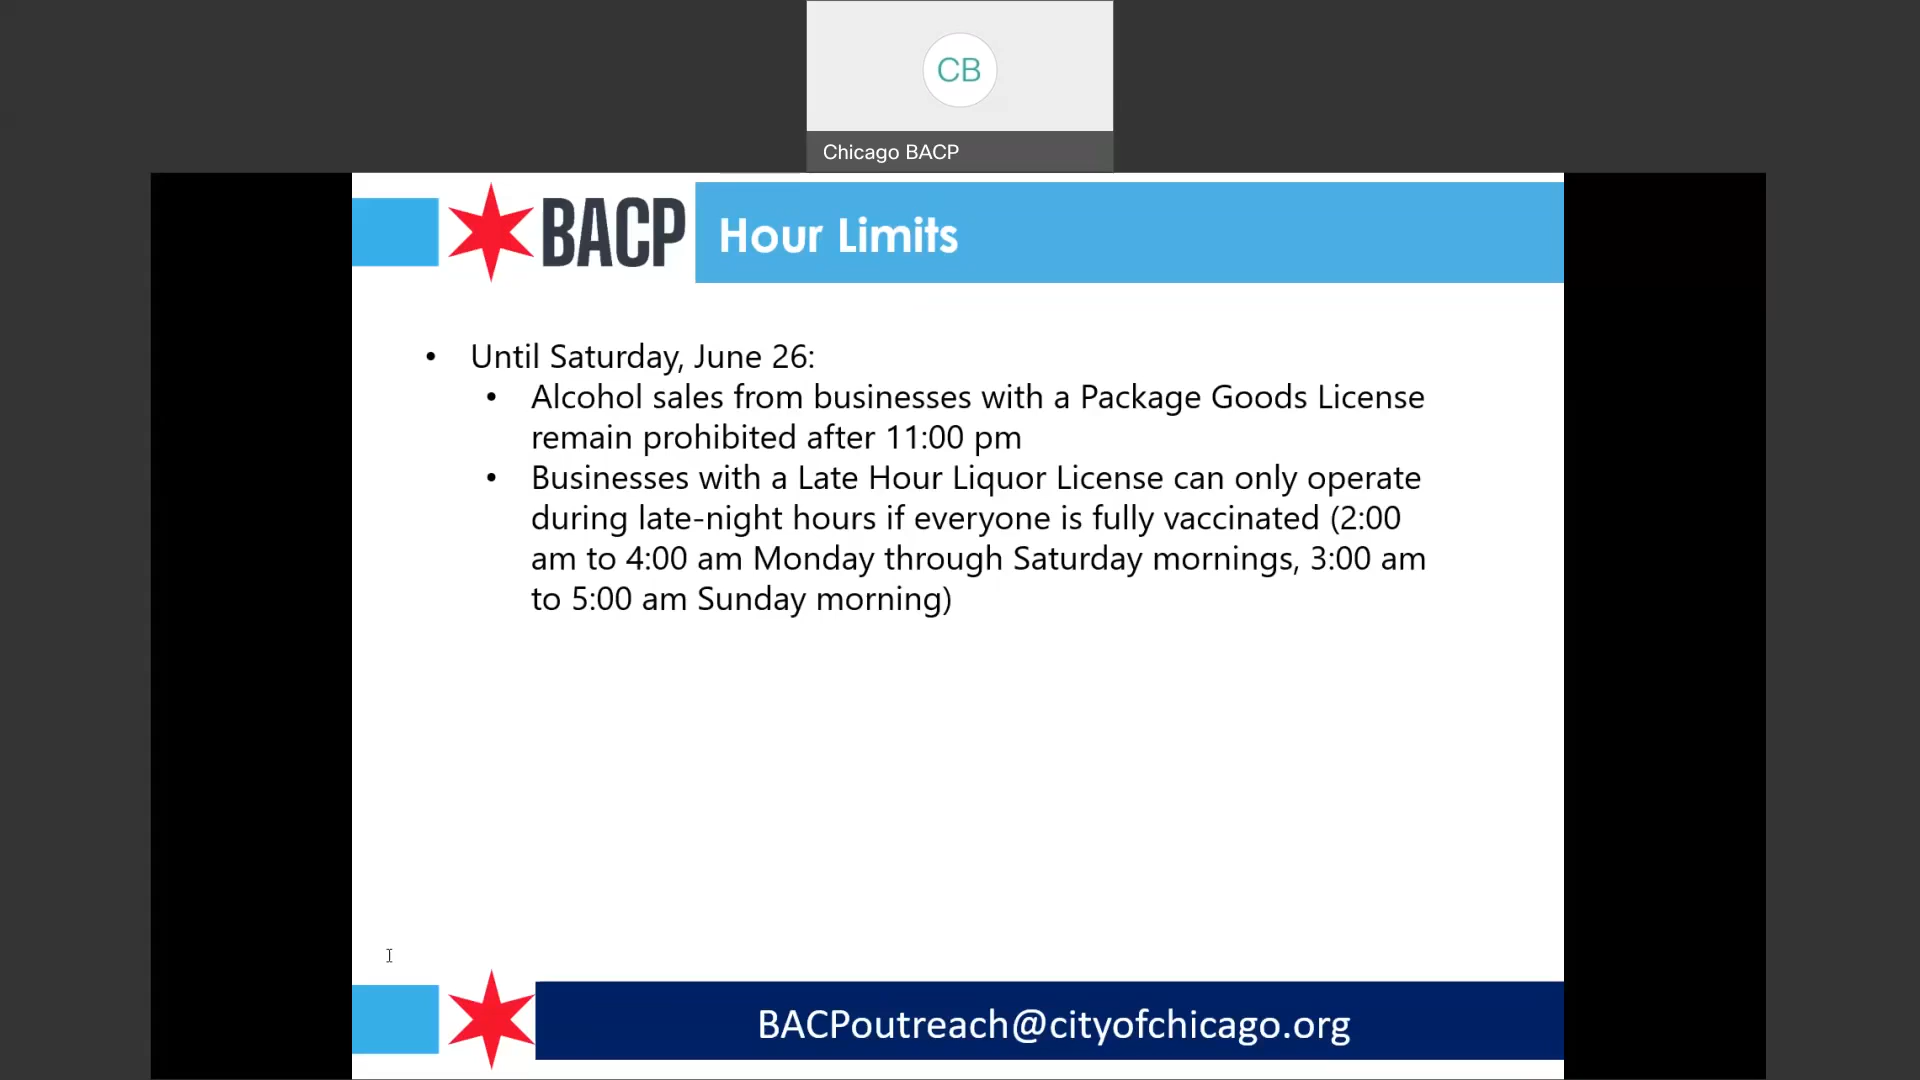 CB
Chicago BACP
BACP
Hour Limits
• Until Saturday, June 26:
• Alcohol sales from businesses with a Package Goods License
remain prohibited after 11:00 pm
• Businesses with a Late Hour Liquor License can only operate
during late-night hours if everyone is fully vaccinated (2:00
am to 4:00 am Monday through Saturday mornings, 3:00 am
to 5:00 am Sunday morning)
BACPoutreach@cityofchicago.org